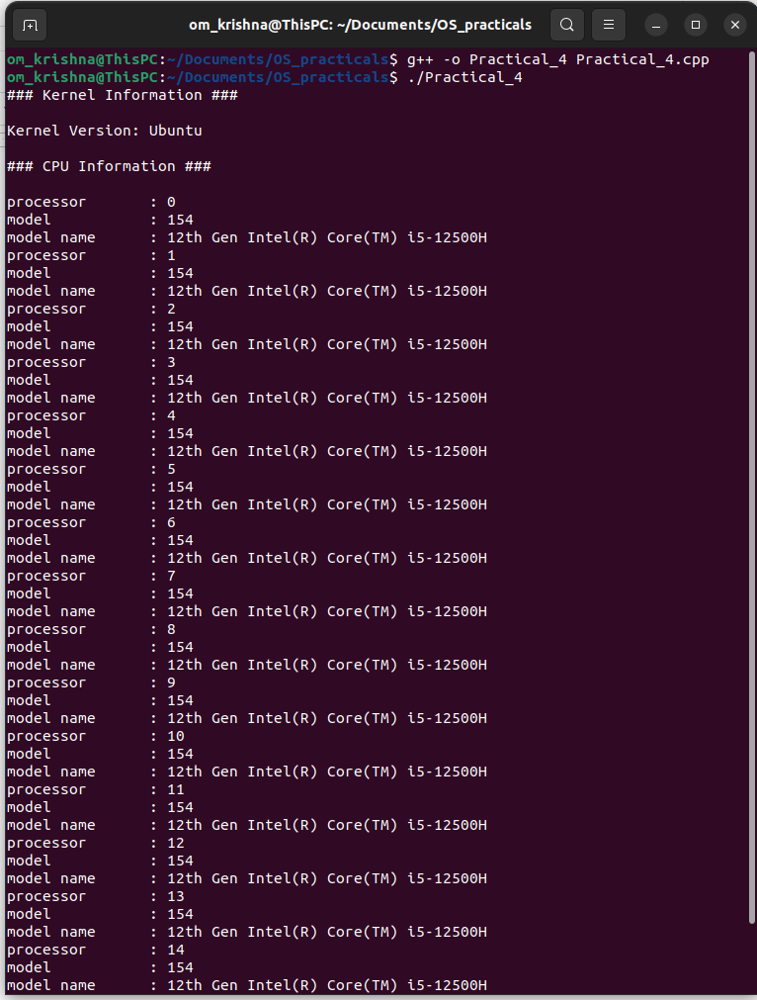 om_krishna@ThisPC: ~/Documents/OS_practicals
om_krishna@ThisPC:~/Documents/OS_practicals$ g++ -o Practical_4 Practical_4.cpp
om_krishna@ThisPC:~/Documents/OS_practicals$ ./Practical_4
### Kernel Information ###
Kernel Version: Ubuntu
### CPU Information ###
processor : 0
model : 154
model name : 12th Gen Intel(R) Core(TM) i5-12500H
processor : 1
model : 154
model name : 12th Gen Intel(R) Core(TM) i5-12500H
processor : 2
model : 154
model name : 12th Gen Intel(R) Core(TM) i5-12500H
processor : 3
model : 154
model name : 12th Gen Intel(R) Core(TM) i5-12500H
processor : 4
model : 154
model name : 12th Gen Intel(R) Core(TM) i5-12500H
processor : 5
model : 154
model name : 12th Gen Intel(R) Core(TM) i5-12500H
processor : 6
model : 154
model name : 12th Gen Intel(R) Core(TM) i5-12500H
processor : 7
model : 154
model name : 12th Gen Intel(R) Core(TM) i5-12500H
processor : 8
model : 154
model name : 12th Gen Intel(R) Core(TM) i5-12500H
processor : 9
model : 154
model name : 12th Gen Intel(R) Core(TM) i5-12500H
processor : 10
model : 154
model name : 12th Gen Intel(R) Core(TM) i5-12500H
processor : 11
model : 154
model name : 12th Gen Intel(R) Core(TM) i5-12500H
processor : 12
model : 154
model name : 12th Gen Intel(R) Core(TM) i5-12500H
processor : 13
model : 154
model name : 12th Gen Intel(R) Core(TM) i5-12500H
processor : 14
model : 154
model name : 12th Gen Intel(R) Core(TM) i5-12500H